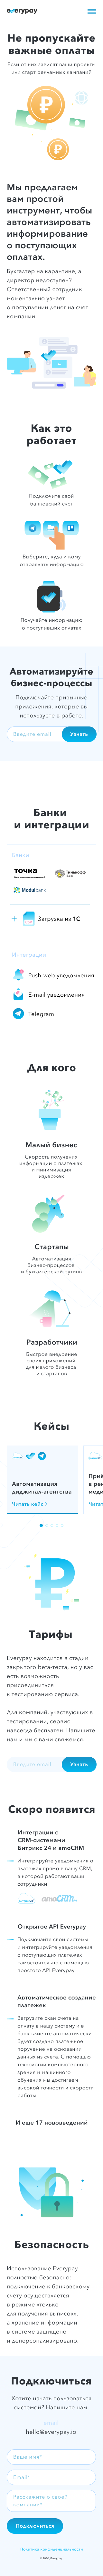 everypay
Не пропускайте
важные оплаты
Если от них зависят ваши проекты
или старт рекламных кампаний
Мы предлагаем
вам простой
инструмент, чтобы
автоматизировать
информирование
о поступающих
оплатах.
Бухгалтер на карантине, а
директор недоступен?
Ответственный сотрудник
моментально узнает
о поступлении денег на счет
компании.
Как это
работает
Подключите свой
банковский счет
Выберите, куда и кому
отправлять информацию
Получайте информацию
о поступивших оплатах
Автоматизируйте
бизнес-процессы
Подключайте привычные
приложения, которые вы
используете в работе.
Введите email
Узнать
Банки
и интеграции
Банки
точка
Тинькофф
Модульбанк
Загрузка из 1С
Интеграции
Push-web уведомления
E-mail уведомления
Telegram
Для кого
Малый бизнес
Скорость получения
информации о платежах
и минимизация
издержек
Стартапы
Автоматизация
бизнес-процессов
и бухгалтерской рутины
Разработчики
Быстрое внедрение
своих приложений
для малого бизнеса
и стартапов
Кейсы
Автоматизация
диджитал-агентства
Читать кейс
Тарифы
Everypay находится в стадии
закрытого beta-теста, но у вас
есть возможность
присоединиться
к тестированию сервиса.
Для компаний, участвующих в
тестировании, сервис
навсегда бесплатен. Напишите
нам и мы с вами свяжемся.
Введите email
Узнать
Скоро появится
Интеграции с
CRM-системами
Битрикс 24 и amoCRM
Интегрируйте уведомления о
платежах прямо в вашу CRM,
в которой работают ваши
сотрудники
amoCRM
Открытое API Everypay
Подключайте свои системы
и интегрируйте уведомления
о поступающих платежах
самостоятельно с помощью
простого API Everypay
Автоматическое создание
платежек
Загрузите скан счета на
оплату в нашу систему и в
банк-клиенте автоматически
будет создано платежное
поручение на основании
данных из счета. С помощью
технологий компьютерного
зрения и машинного
обучения мы достигаем
высокой точности и скорости
работы
И еще 17 нововведений
Безопасность
Использование Everypay
полностью безопасно:
подключение к банковскому
счету осуществляется
в режиме «только
для получения выписок»,
а хранение информации
в системе защищено
и деперсонализировано.
Подключиться
Хотите начать пользоваться
системой? Напишите нам.
hello@everypay.io
Ваше имя*
Email*
Расскажите о своей
компании*
Подключиться
Политика конфиденциальности